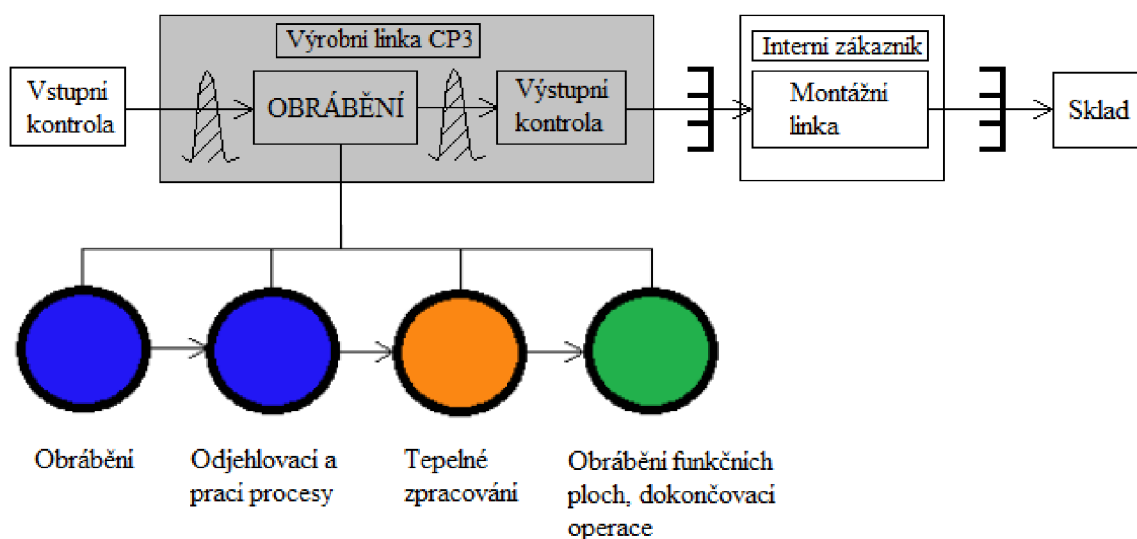 Výrobní linka CP3
Interní zákazník
Vstupní
kontrola
OBRÁBĚNÍ
Výstupní
kontrola
Montážní
linka
Sklad
Obrábění
Odjehlovací a
prací procesy
Tepelné
zpracování
Obrábění funkčních
ploch, dokončovací
operace